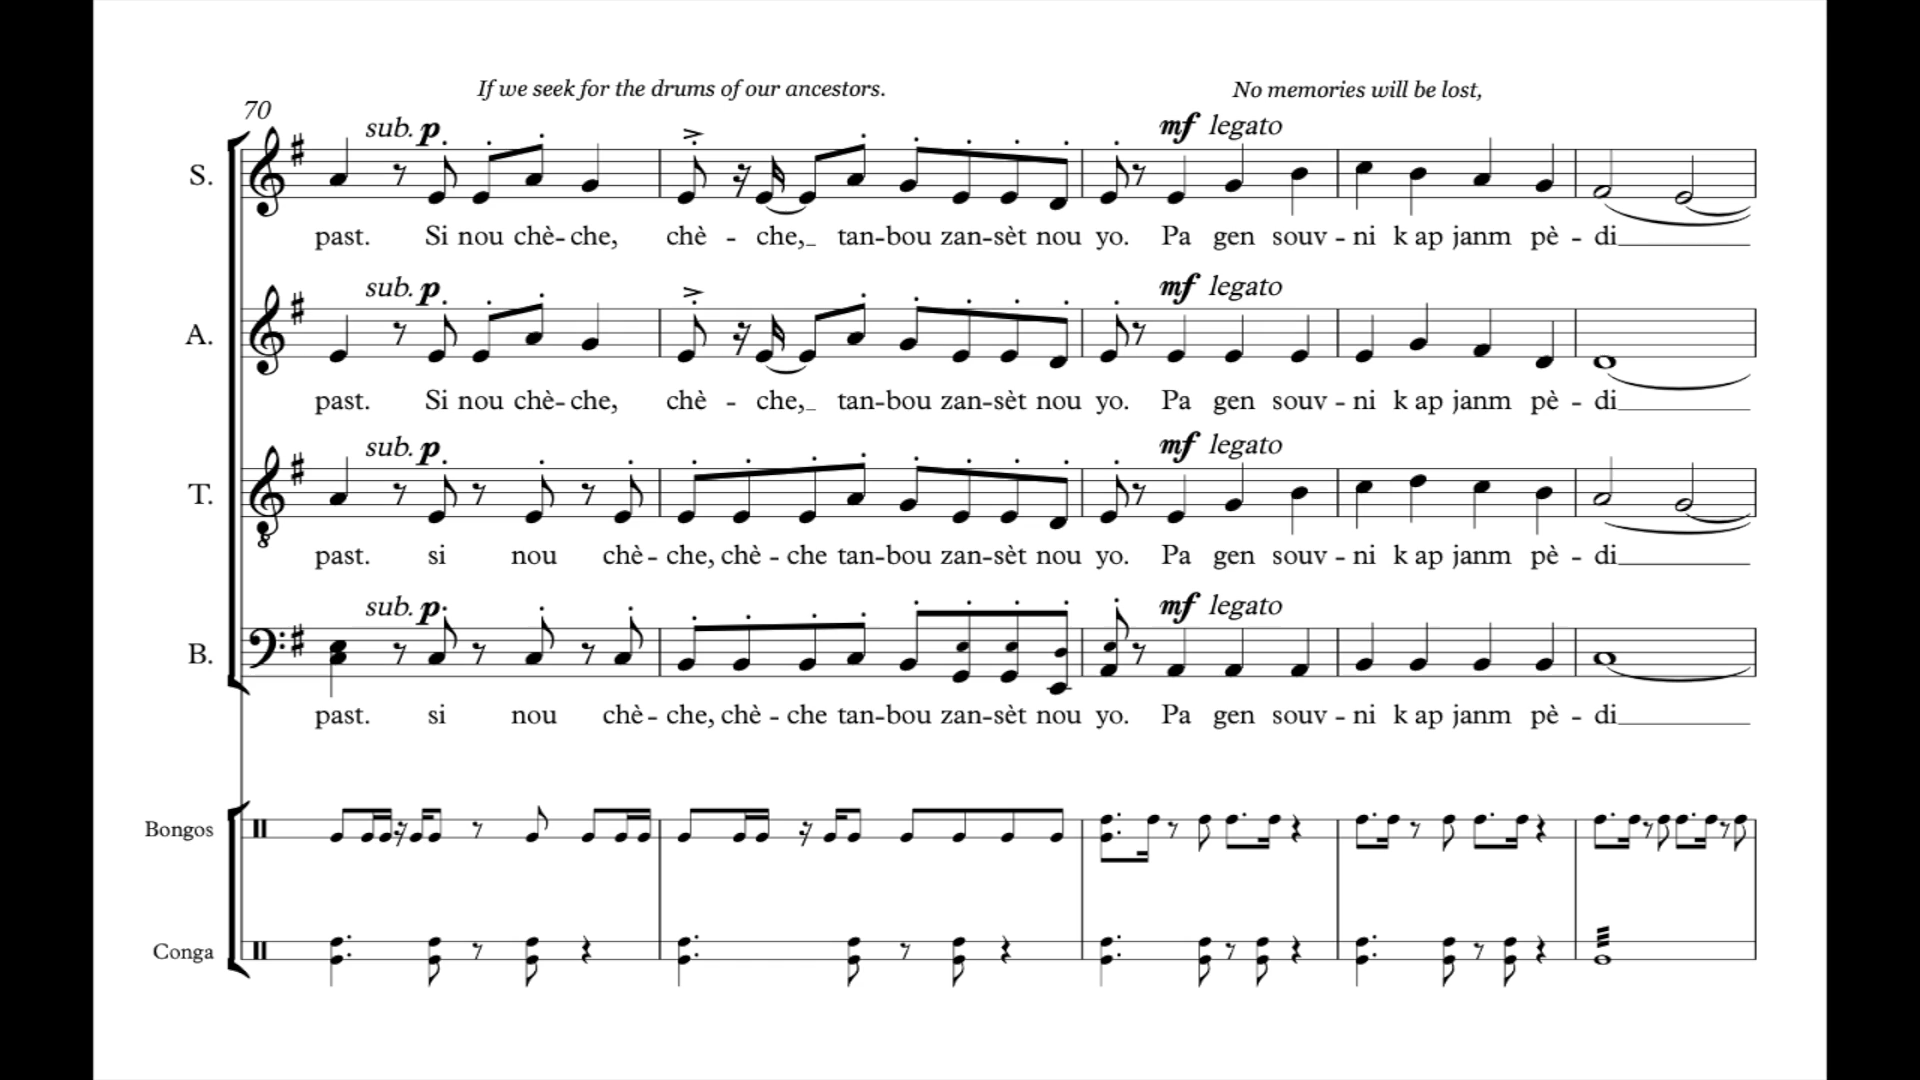 If we seek for the drums of our ancestors. No memories will be lost,
70
sub. p mf legato
S.
past. Si nou chè - che, chè - che,_ tan - bou zan - sèt nou yo. Pa gen souv - ni k ap janm pè - di
sub. p mf legato
A.
past. Si nou chè - che, chè - che,_ tan - bou zan - sèt nou yo. Pa gen souv - ni k ap janm pè - di
sub. p mf legato
T.
8
past. si nou chè - che, chè - che tan - bou zan - sèt nou yo. Pa gen souv - ni k ap janm pè - di
sub. p mf legato
B.
past. si nou chè - che, chè - che tan - bou zan - sèt nou yo. Pa gen souv - ni k ap janm pè - di
Bongos
Conga